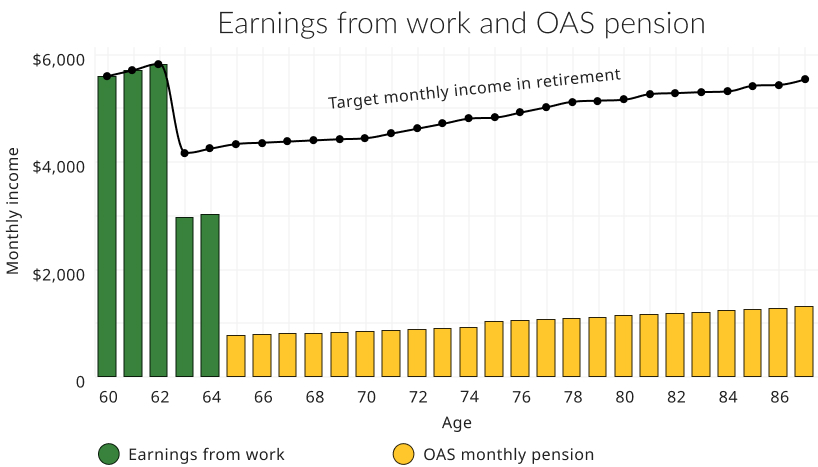 Earnings from work and OAS pension
$6,000
Target monthly income in retirement
$4,000
Monthly income
$2,000
0
60 62 64 66 68 70 72 74 76 78 80 82 84 86
Age
Earnings from work OAS monthly pension